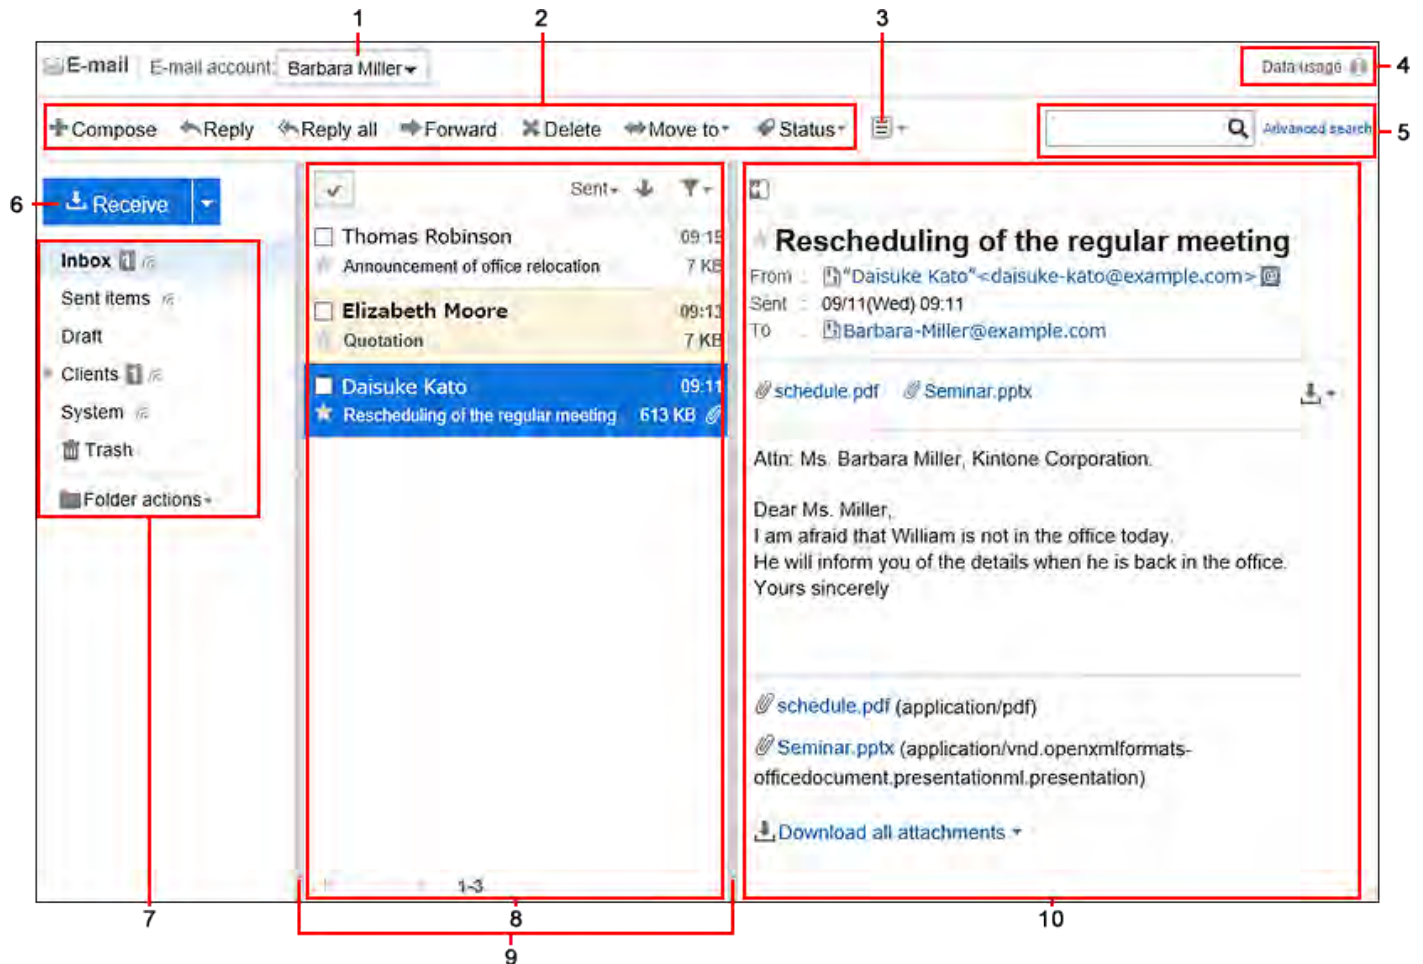 1 2 3
E-mail E-mail account: Barbara Miller
Data usage 4
Compose Reply Reply all Forward Delete Move to Status
Advanced search 5
6 Receive
Inbox 1
Sent items
Draft
Clients 1
System
Trash
Folder actions
Sent
Thomas Robinson 09:15
Announcement of office relocation 7 KB
Elizabeth Moore 09:13
Quotation 7 KB
Daisuke Kato 09:11
Rescheduling of the regular meeting 613 KB
1-3
Rescheduling of the regular meeting
From : "Daisuke Kato"<daisuke-kato@example.com>
Sent : 09/11(Wed) 09:11
To : Barbara-Miller@example.com
schedule.pdf Seminar.pptx
Attn: Ms. Barbara Miller, Kintone Corporation.
Dear Ms. Miller,
I am afraid that William is not in the office today.
He will inform you of the details when he is back in the office.
Yours sincerely
schedule.pdf (application/pdf)
Seminar.pptx (application/vnd.openxmlformats-
officedocument.presentationml.presentation)
Download all attachments
7 8 10
9